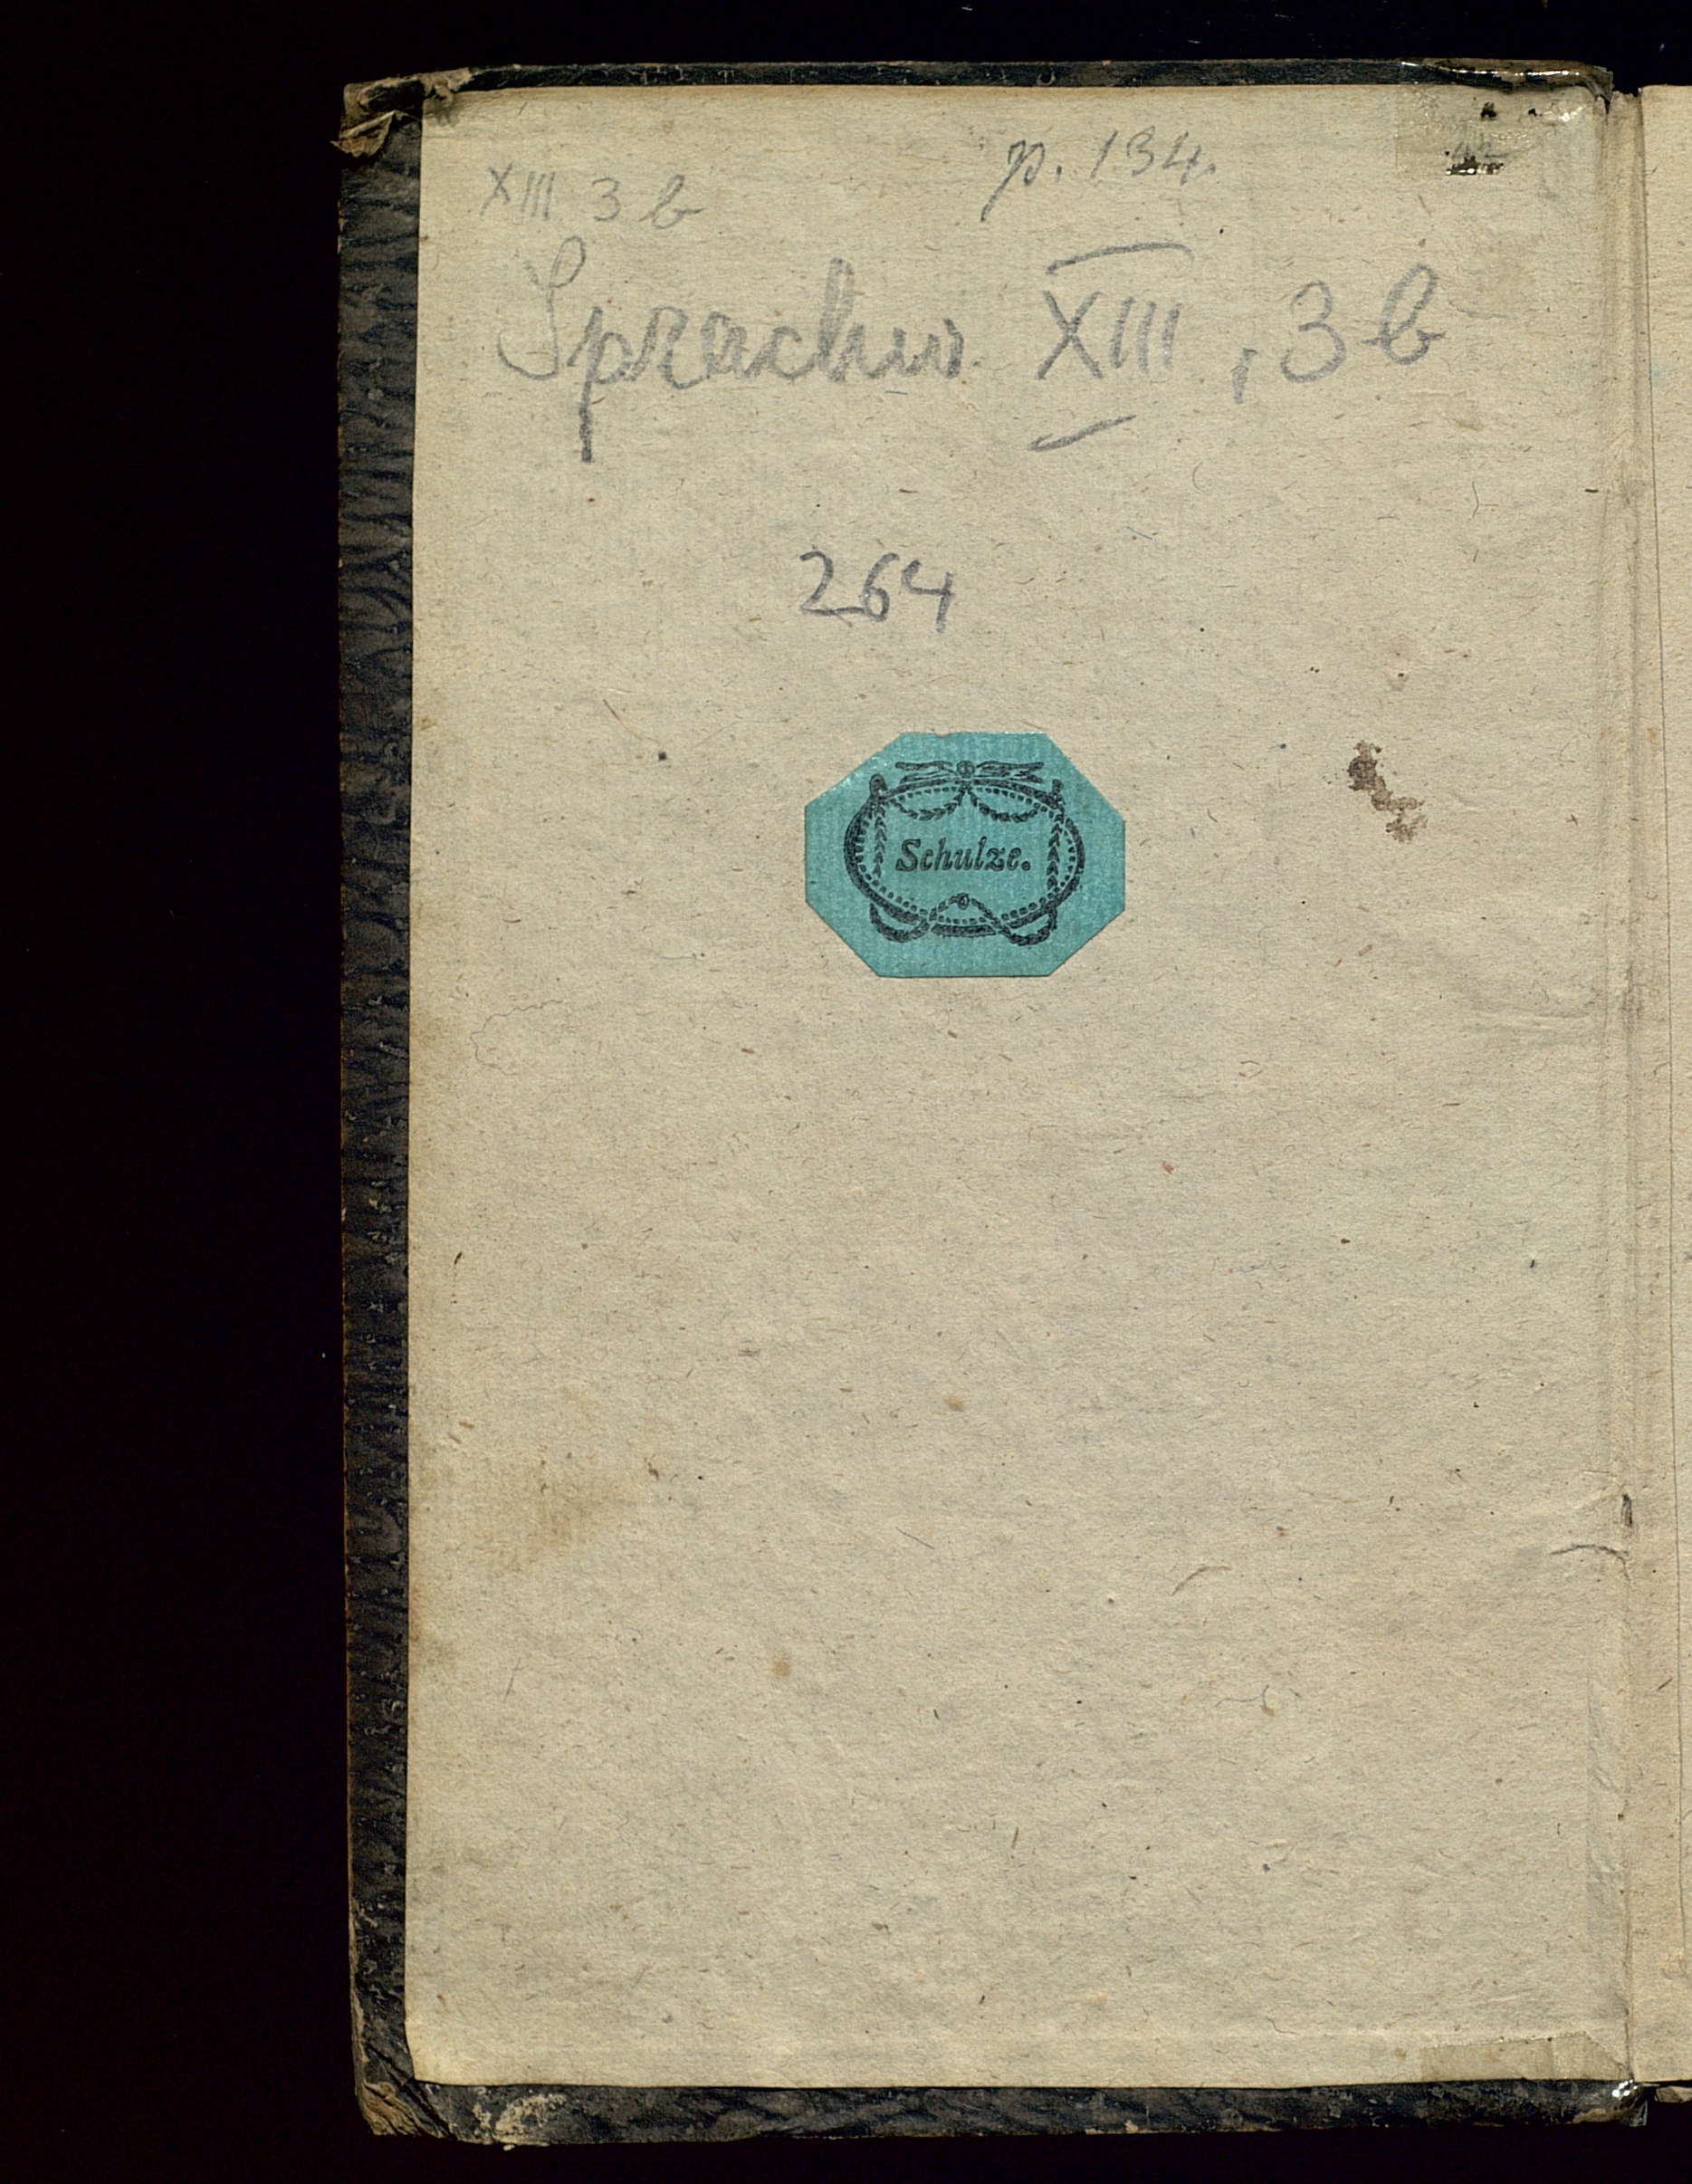 p. 134.
XIII 3 b
Sprachw. XIII, 3 b
264
Schulze.